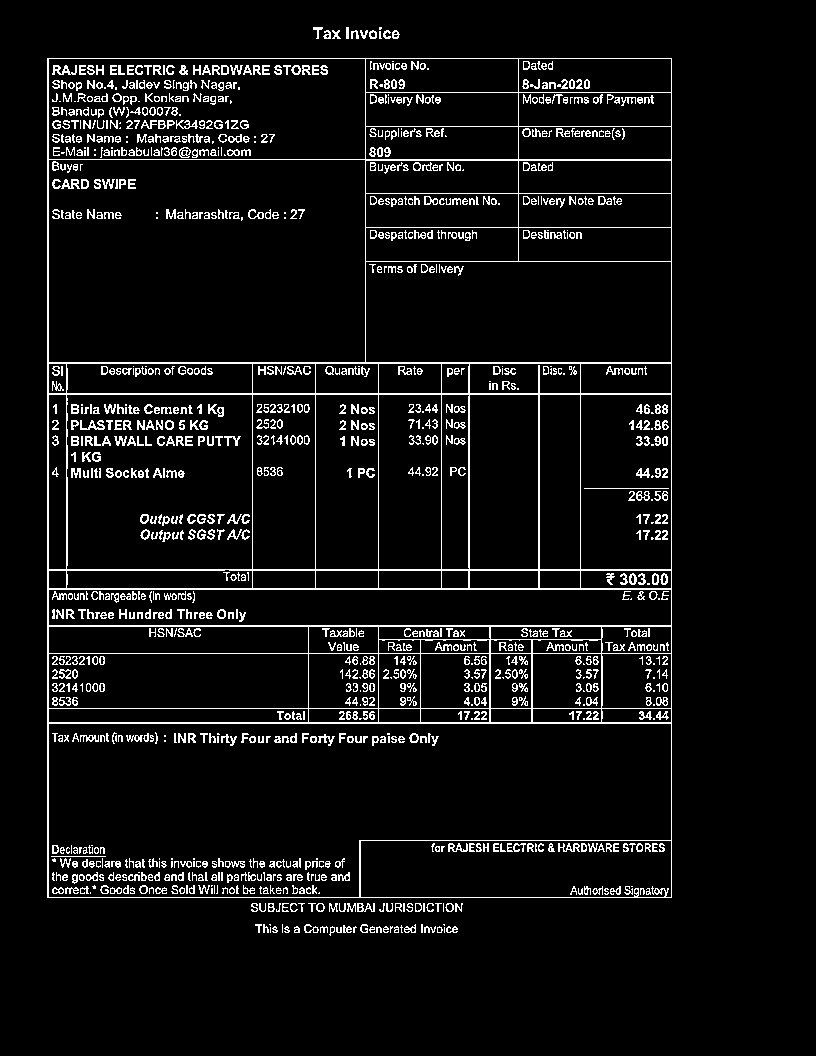 Tax Invoice
RAJESH ELECTRIC & HARDWARE STORES
Shop No.4, Jaidev Singh Nagar,
J.M.Road Opp. Konkan Nagar,
Bhandup (W)-400078.
GSTIN/UIN: 27AFBPK3492G1ZG
State Name : Maharashtra, Code : 27
E-Mail : jainbabulal36@gmail.com
Invoice No. Dated
R-809 8-Jan-2020
Delivery Note Mode/Terms of Payment
Supplier's Ref. Other Reference(s)
809
Buyer
CARD SWIPE
State Name : Maharashtra, Code : 27
Buyer's Order No. Dated
Despatch Document No. Delivery Note Date
Despatched through Destination
Terms of Delivery
Sl No. Description of Goods HSN/SAC Quantity Rate per Disc in Rs. Disc. % Amount
1 Birla White Cement 1 Kg 25232100 2 Nos 23.44 Nos 46.88
2 PLASTER NANO 5 KG 2520 2 Nos 71.43 Nos 142.86
3 BIRLA WALL CARE PUTTY 32141000 1 Nos 33.90 Nos 33.90
1 KG
4 Multi Socket Alme 8536 1 PC 44.92 PC 44.92
268.56
Output CGST A/C 17.22
Output SGST A/C 17.22
Total ₹ 303.00
Amount Chargeable (in words) E. & O.E
INR Three Hundred Three Only
HSN/SAC Taxable Central Tax State Tax Total
Value Rate Amount Rate Amount Tax Amount
25232100 46.88 14% 6.56 14% 6.56 13.12
2520 142.86 2.50% 3.57 2.50% 3.57 7.14
32141000 33.90 9% 3.05 9% 3.05 6.10
8536 44.92 9% 4.04 9% 4.04 8.08
Total 268.56 17.22 17.22 34.44
Tax Amount (in words) : INR Thirty Four and Forty Four paise Only
Declaration
* We declare that this invoice shows the actual price of
the goods described and that all particulars are true and
correct.* Goods Once Sold Will not be taken back.
for RAJESH ELECTRIC & HARDWARE STORES
Authorised Signatory
SUBJECT TO MUMBAI JURISDICTION
This is a Computer Generated Invoice